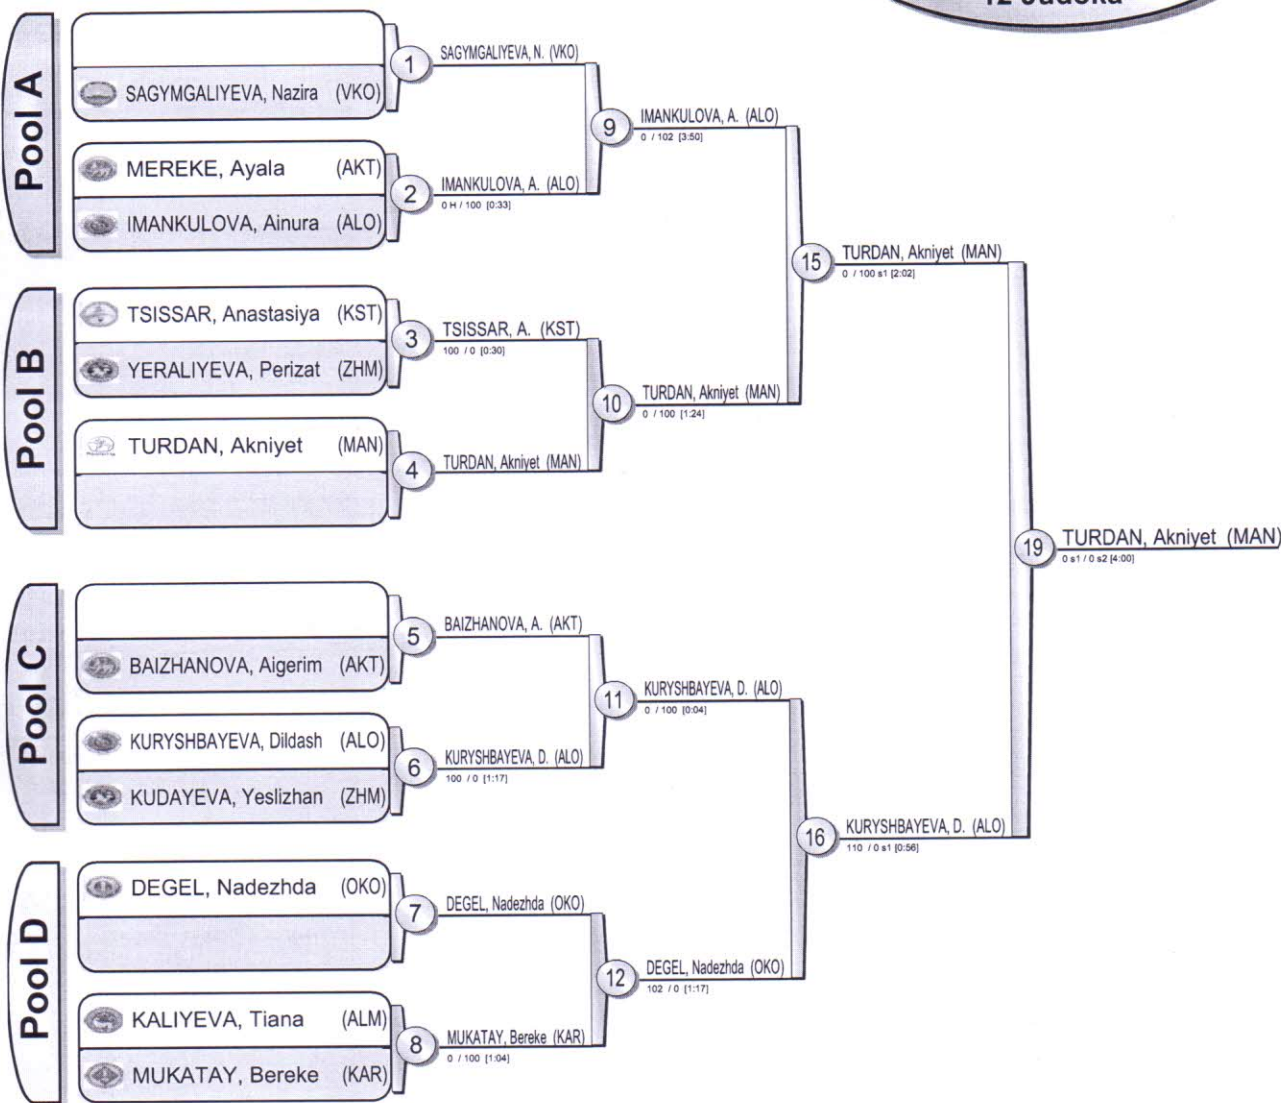 12 Judoka
Pool A
SAGYMGALIYEVA, Nazira (VKO)
MEREKE, Ayala (AKT)
IMANKULOVA, Ainura (ALO)
1
SAGYMGALIYEVA, N. (VKO)
2
IMANKULOVA, A. (ALO)
0 H / 100 [0:33]
9
IMANKULOVA, A. (ALO)
0 / 102 [3:50]
Pool B
TSISSAR, Anastasiya (KST)
YERALIYEVA, Perizat (ZHM)
TURDAN, Akniyet (MAN)
3
TSISSAR, A. (KST)
100 / 0 [0:30]
4
TURDAN, Akniyet (MAN)
10
TURDAN, Akniyet (MAN)
0 / 100 [1:24]
15
TURDAN, Akniyet (MAN)
0 / 100 s1 [2:02]
Pool C
BAIZHANOVA, Aigerim (AKT)
KURYSHBAYEVA, Dildash (ALO)
KUDAYEVA, Yeslizhan (ZHM)
5
BAIZHANOVA, A. (AKT)
6
KURYSHBAYEVA, D. (ALO)
100 / 0 [1:17]
11
KURYSHBAYEVA, D. (ALO)
0 / 100 [0:04]
Pool D
DEGEL, Nadezhda (OKO)
KALIYEVA, Tiana (ALM)
MUKATAY, Bereke (KAR)
7
DEGEL, Nadezhda (OKO)
8
MUKATAY, Bereke (KAR)
0 / 100 [1:04]
12
DEGEL, Nadezhda (OKO)
102 / 0 [1:17]
16
KURYSHBAYEVA, D. (ALO)
110 / 0 s1 [0:56]
19
TURDAN, Akniyet (MAN)
0 s1 / 0 s2 [4:00]